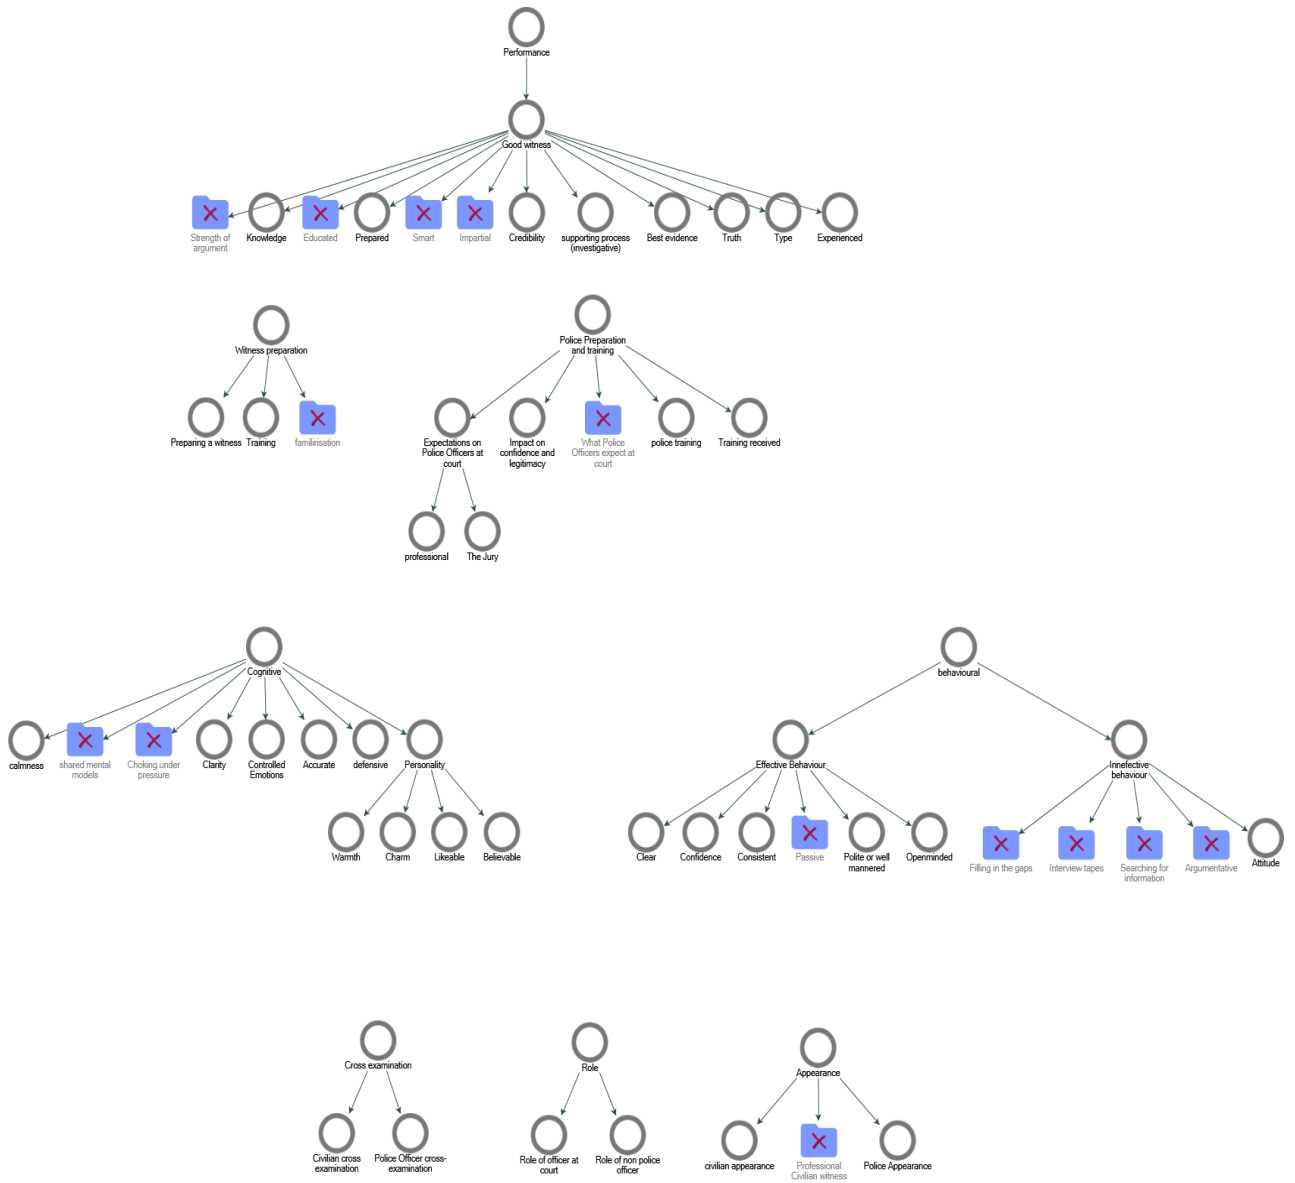 Performance
Good witness
Strength of
argument
Knowledge
Educated
Prepared
Smart
Impartial
Credibility
supporting process
(investigative)
Best evidence
Truth
Type
Experienced
Witness preparation
Preparing a witness
Training
familirisation
Police Preparation
and training
Expectations on
Police Officers at
court
Impact on
confidence and
legitimacy
What Police
Officers expect at
court
police training
Training received
professional
The Jury
Cognitive
calmness
shared mental
models
Choking under
pressure
Clarity
Controlled
Emotions
Accurate
defensive
Personality
Warmth
Charm
Likeable
Believable
behavioural
Effective Behaviour
Innefective
behaviour
Clear
Confidence
Consistent
Passive
Polite or well
mannered
Openminded
Filling in the gaps
Interview tapes
Searching for
information
Argumentative
Attitude
Cross examination
Civilian cross
examination
Police Officer cross-
examination
Role
Role of officer at
court
Role of non police
officer
Appearance
civilian appearance
Professional
Civilian witness
Police Appearance